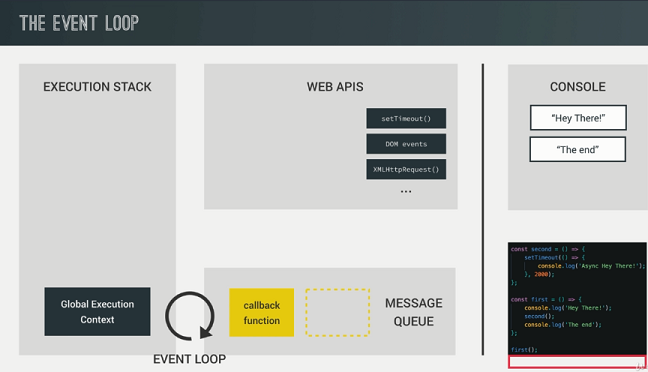 THE EVENT LOOP
EXECUTION STACK
WEB APIS
setTimeout()
DOM events
XMLHttpRequest()
...
CONSOLE
“Hey There!”
“The end”
Global Execution
Context
EVENT LOOP
callback
function
MESSAGE
QUEUE
const second = () => {
setTimeout(() => {
console.log('Async Hey There!');
}, 2000);
};
const first = () => {
console.log('Hey There!');
second();
console.log('The end');
};
first();